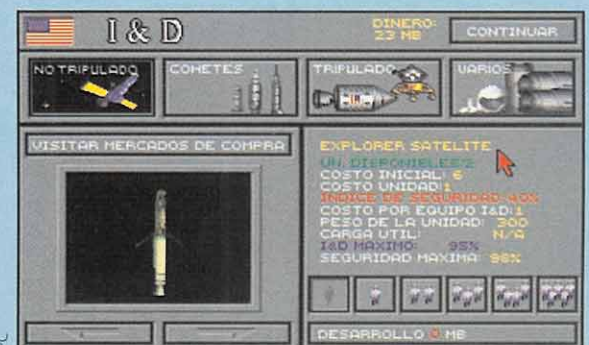 I & D
DINERO:
23 MB
CONTINUAR
NO TRIPULADO
COHETES
TRIPULADO
VARIOS
VISITAR MERCADOS DE COMPRA
EXPLORER SATELITE
UN. DISPONIBLES:2
COSTO INICIAL: 6
COSTO UNIDAD:1
INDICE DE SEGURIDAD:40%
COSTO POR EQUIPO I&D:1
PESO DE LA UNIDAD: 300
CARGA UTIL: N/A
I&D MAXIMO: 95%
SEGURIDAD MAXIMA: 98%
DESARROLLO 0 MB